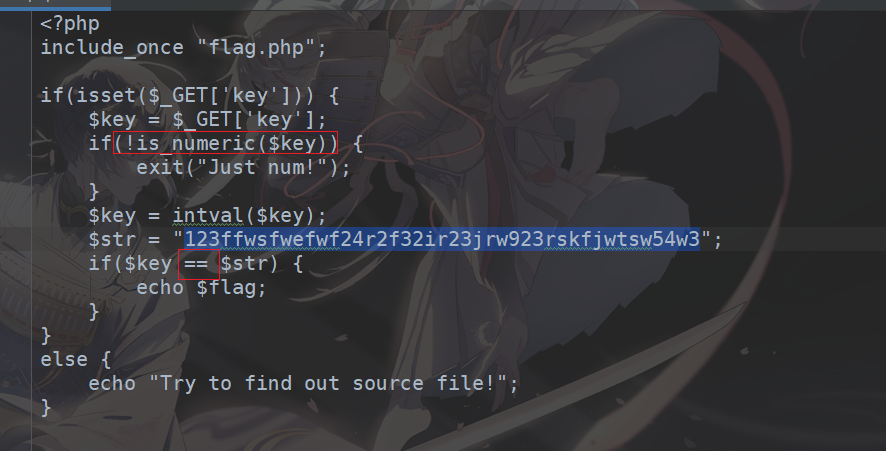 <?php
include_once "flag.php";
if(isset($_GET['key'])) {
$key = $_GET['key'];
if(!is_numeric($key)) {
exit("Just num!");
}
$key = intval($key);
$str = "123ffwsfwefwf24r2f32ir23jrw923rskfjwtsw54w3";
if($key == $str) {
echo $flag;
}
}
else {
echo "Try to find out source file!";
}